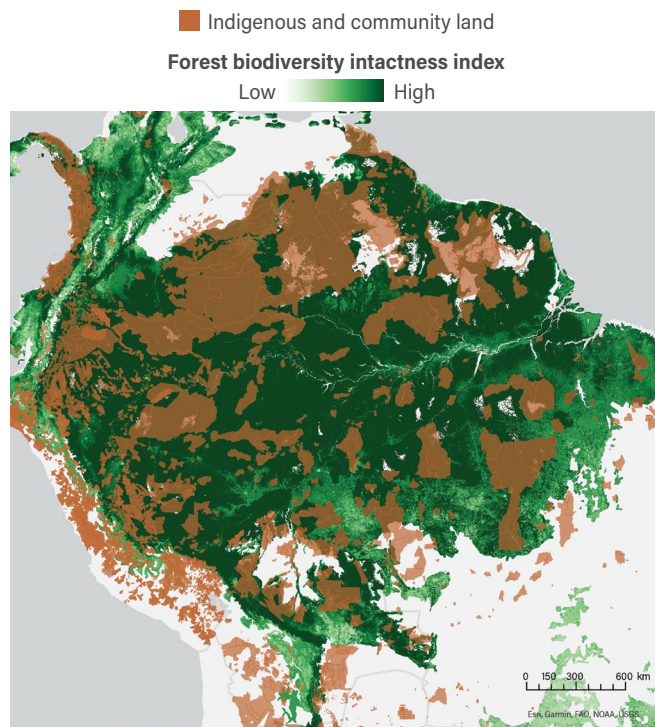 Indigenous and community land
Forest biodiversity intactness index
Low High
0 150 300 600 km
Esri, Garmin, FAO, NOAA, USGS